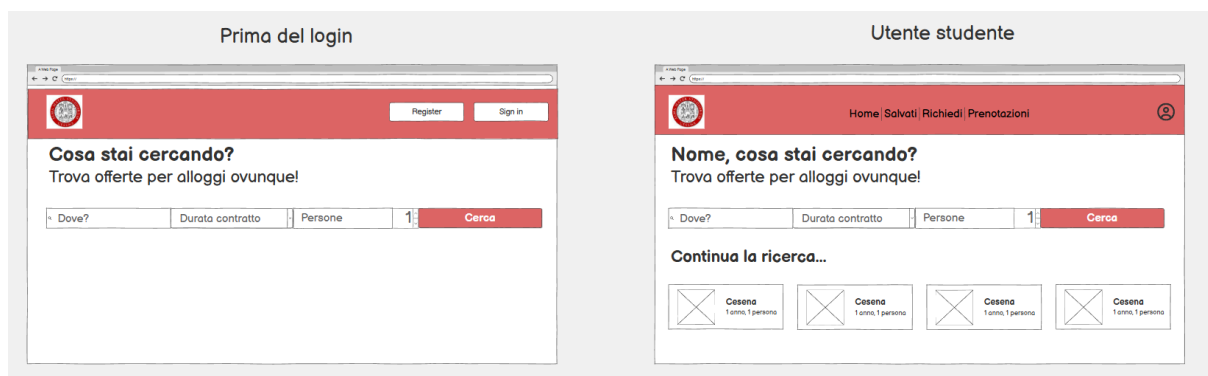 Prima del login
A Web Page
https://
Register
Sign in
Cosa stai cercando?
Trova offerte per alloggi ovunque!
Dove?
Durata contratto
Persone
1
Cerca
Utente studente
A Web Page
https://
Home Salvati Richiedi Prenotazioni
Nome, cosa stai cercando?
Trova offerte per alloggi ovunque!
Dove?
Durata contratto
Persone
1
Cerca
Continua la ricerca...
Cesena
1 anno, 1 persona
Cesena
1 anno, 1 persona
Cesena
1 anno, 1 persona
Cesena
1 anno, 1 persona